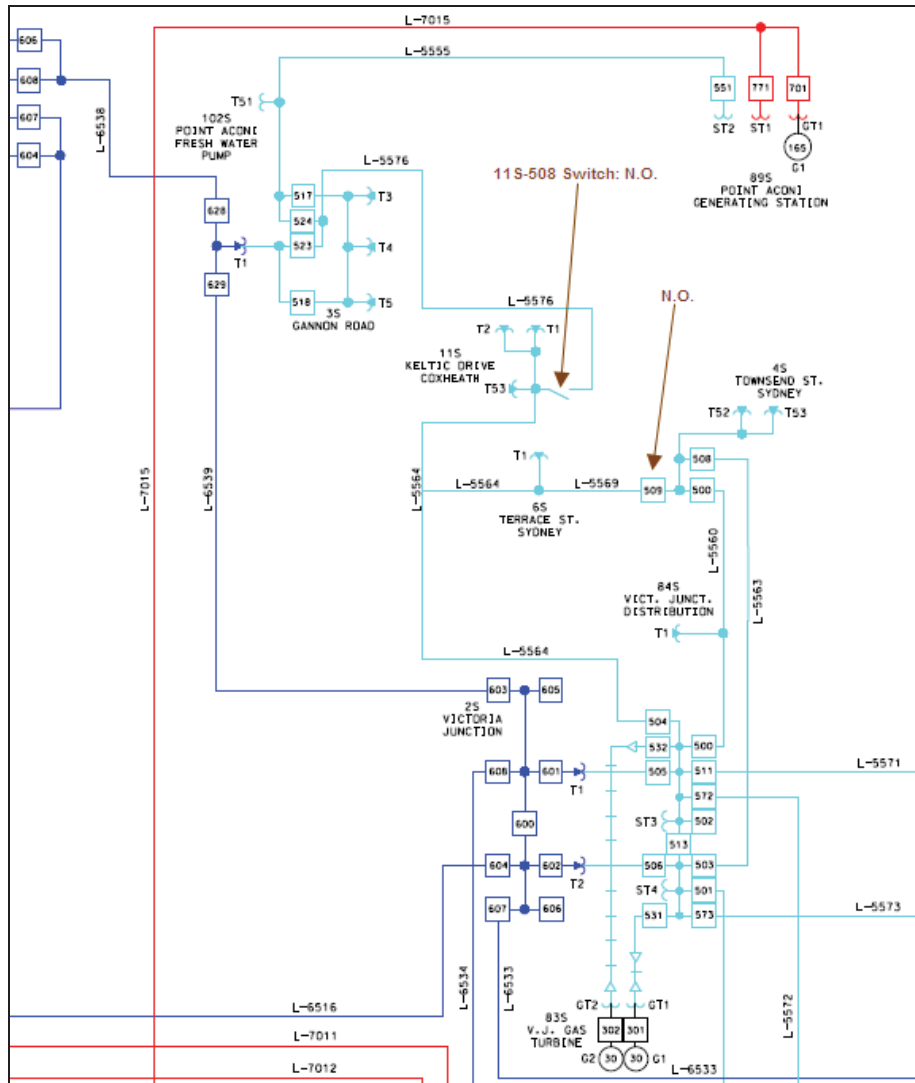 L-7015
606
L-5555
608
551
771
701
T51
607
L-6538
102S
POINT ACONI
FRESH WATER
PUMP
ST2
ST1
GT1
165
G1
604
L-5576
11S-508 Switch: N.O.
89S
POINT ACONI
GENERATING STATION
517
T3
628
524
523
T4
T1
629
518
T5
3S
GANNON ROAD
L-5576
N.O.
T2
T1
11S
KELTIC DRIVE
COXHEATH
T53
4S
TOWNSEND ST.
SYDNEY
T52
T53
T1
508
L-7015
L-6539
L-5564
L-5564
L-5569
509
500
6S
TERRACE ST.
SYDNEY
L-5560
L-5563
84S
VICT. JUNCT.
DISTRIBUTION
T1
L-5564
603
605
2S
VICTORIA
JUNCTION
504
532
500
608
601
505
511
L-5571
T1
572
600
ST3
502
513
604
602
506
503
T2
ST4
501
607
606
531
573
L-5573
L-6534
L-6533
L-5572
L-6516
GT2
GT1
83S
V.J. GAS
TURBINE
302
301
L-7011
G2
30
30
G1
L-7012
L-6533